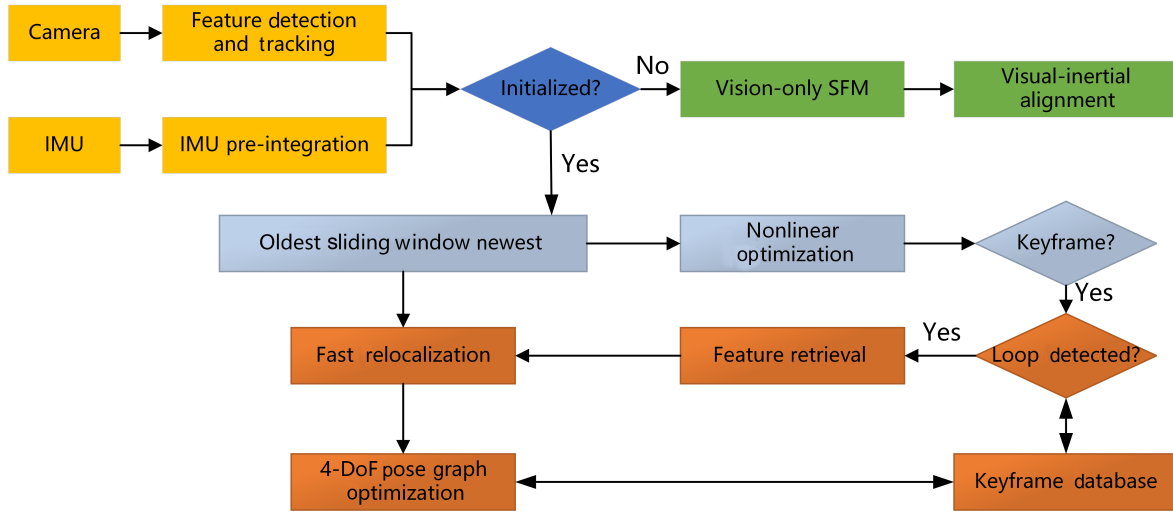 Camera
Feature detection
and tracking
IMU
IMU pre-integration
Initialized?
No
Vision-only SFM
Visual-inertial
alignment
Yes
Oldest sliding window newest
Nonlinear
optimization
Keyframe?
Yes
Fast relocalization
Feature retrieval
Yes
Loop detected?
4-DoF pose graph
optimization
Keyframe database